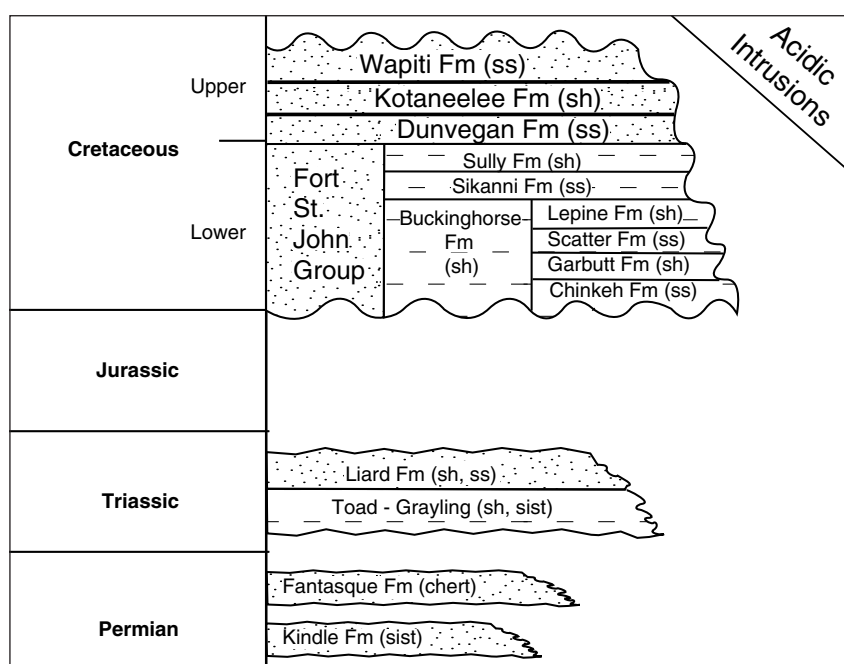 Acidic
Intrusions
Upper
Cretaceous
Lower
Wapiti Fm (ss)
Kotaneelee Fm (sh)
Dunvegan Fm (ss)
Fort
St.
John
Group
Sully Fm (sh)
Sikanni Fm (ss)
Buckinghorse
Fm
(sh)
Lepine Fm (sh)
Scatter Fm (ss)
Garbutt Fm (sh)
Chinkeh Fm (ss)
Jurassic
Triassic
Liard Fm (sh, ss)
Toad - Grayling (sh, sist)
Permian
Fantasque Fm (chert)
Kindle Fm (sist)